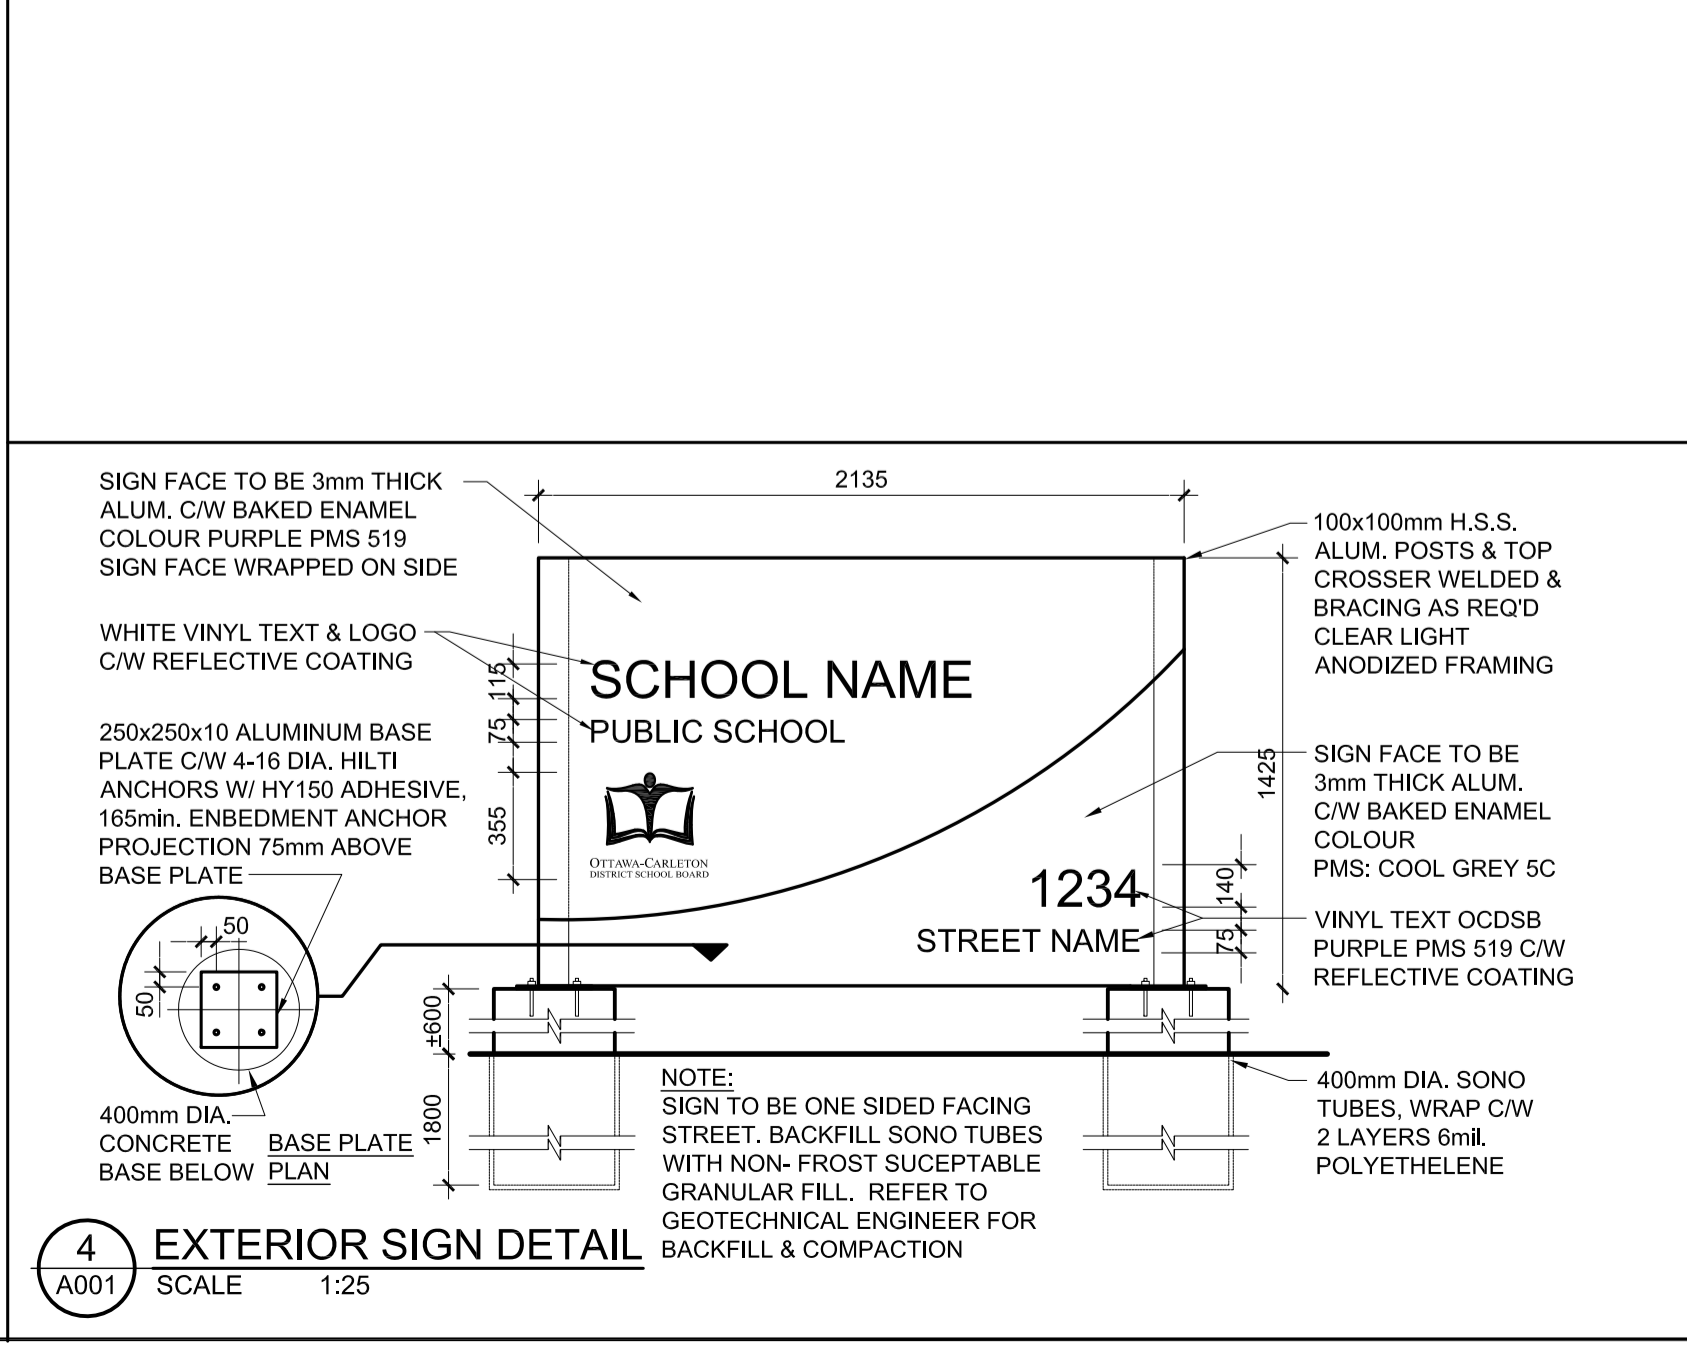 SIGN FACE TO BE 3mm THICK
ALUM. C/W BAKED ENAMEL
COLOUR PURPLE PMS 519
SIGN FACE WRAPPED ON SIDE
WHITE VINYL TEXT & LOGO
C/W REFLECTIVE COATING
250x250x10 ALUMINUM BASE
PLATE C/W 4-16 DIA. HILTI
ANCHORS W/ HY150 ADHESIVE,
165min. ENBEDMENT ANCHOR
PROJECTION 75mm ABOVE
BASE PLATE
50
50
400mm DIA.
CONCRETE
BASE BELOW
BASE PLATE
PLAN
2135
115
75
355
±600
1800
SCHOOL NAME
PUBLIC SCHOOL
OTTAWA-CARLETON
DISTRICT SCHOOL BOARD
1234
STREET NAME
140
75
1425
100x100mm H.S.S.
ALUM. POSTS & TOP
CROSSER WELDED &
BRACING AS REQ'D
CLEAR LIGHT
ANODIZED FRAMING
SIGN FACE TO BE
3mm THICK ALUM.
C/W BAKED ENAMEL
COLOUR
PMS: COOL GREY 5C
VINYL TEXT OCDSB
PURPLE PMS 519 C/W
REFLECTIVE COATING
400mm DIA. SONO
TUBES, WRAP C/W
2 LAYERS 6mil.
POLYETHELENE
NOTE:
SIGN TO BE ONE SIDED FACING
STREET. BACKFILL SONO TUBES
WITH NON- FROST SUCEPTABLE
GRANULAR FILL. REFER TO
GEOTECHNICAL ENGINEER FOR
BACKFILL & COMPACTION
4
A001
EXTERIOR SIGN DETAIL
SCALE 1:25